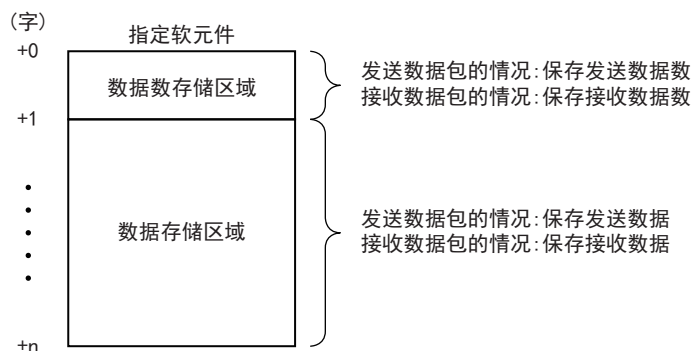 (字)
指定软元件
+0
数据数存储区域
发送数据包的情况:保存发送数据数
接收数据包的情况:保存接收数据数
+1
数据存储区域
发送数据包的情况:保存发送数据
接收数据包的情况:保存接收数据
+n